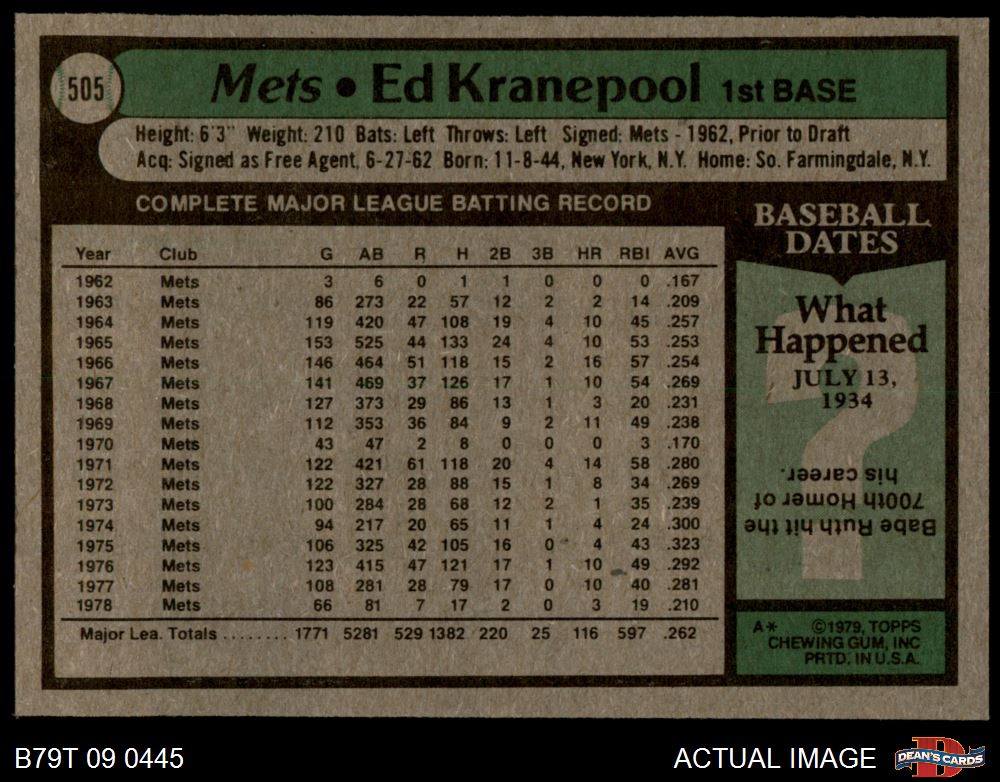 505
Mets • Ed Kranepool 1st BASE
Height: 6'3" Weight: 210 Bats: Left Throws: Left Signed: Mets - 1962, Prior to Draft
Acq: Signed as Free Agent, 6-27-62 Born: 11-8-44, New York, N.Y. Home: So. Farmingdale, N.Y.
COMPLETE MAJOR LEAGUE BATTING RECORD
Year Club G AB R H 2B 3B HR RBI AVG
1962 Mets 3 6 0 1 1 0 0 0 .167
1963 Mets 86 273 22 57 12 2 2 14 .209
1964 Mets 119 420 47 108 19 4 10 45 .257
1965 Mets 153 525 44 133 24 4 10 53 .253
1966 Mets 146 464 51 118 15 2 16 57 .254
1967 Mets 141 469 37 126 17 1 10 54 .269
1968 Mets 127 373 29 86 13 1 3 20 .231
1969 Mets 112 353 36 84 9 2 11 49 .238
1970 Mets 43 47 2 8 0 0 0 3 .170
1971 Mets 122 421 61 118 20 4 14 58 .280
1972 Mets 122 327 28 88 15 1 8 34 .269
1973 Mets 100 284 28 68 12 2 1 35 .239
1974 Mets 94 217 20 65 11 1 4 24 .300
1975 Mets 106 325 42 105 16 0 4 43 .323
1976 Mets 123 415 47 121 17 1 10 49 .292
1977 Mets 108 281 28 79 17 0 10 40 .281
1978 Mets 66 81 7 17 2 0 3 19 .210
Major Lea. Totals ........ 1771 5281 529 1382 220 25 116 597 .262
BASEBALL
DATES
What
Happened
JULY 13,
1934
Babe Ruth hit the
700th Homer of
his career.
A* ©1979, TOPPS
CHEWING GUM, INC
PRTD. IN U.S.A.
B79T 09 0445
ACTUAL IMAGE
D
DEAN'S CARDS